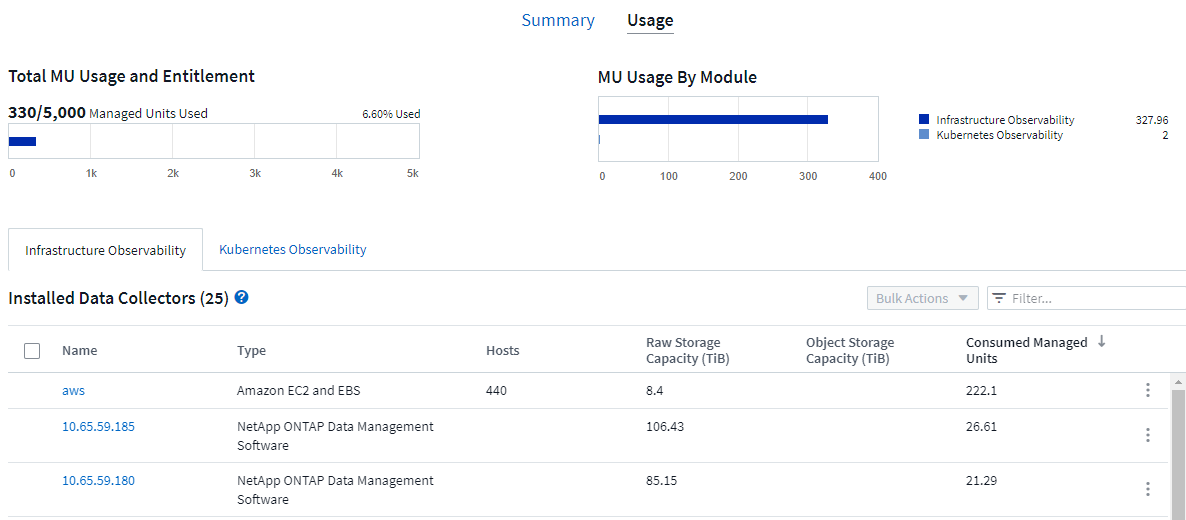 Summary Usage
Total MU Usage and Entitlement
330/5,000 Managed Units Used 6.60% Used
0 1k 2k 3k 4k 5k
MU Usage By Module
0 100 200 300 400
Infrastructure Observability 327.96
Kubernetes Observability 2
Infrastructure Observability Kubernetes Observability
Installed Data Collectors (25) ?
Bulk Actions Filter...
Name Type Hosts Raw Storage Capacity (TiB) Object Storage Capacity (TiB) Consumed Managed Units
aws Amazon EC2 and EBS 440 8.4 222.1
10.65.59.185 NetApp ONTAP Data Management Software 106.43 26.61
10.65.59.180 NetApp ONTAP Data Management Software 85.15 21.29